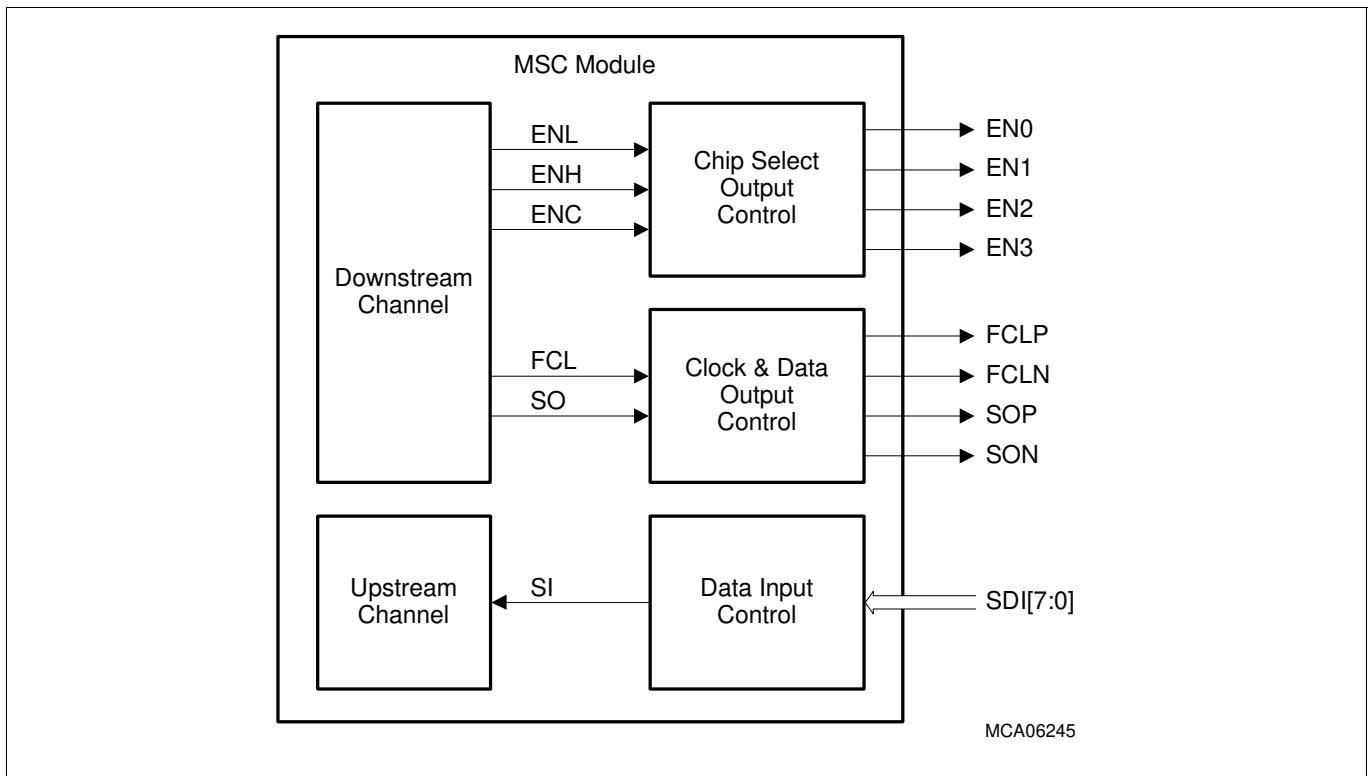 MSC Module
Downstream
Channel
ENL
ENH
ENC
Chip Select
Output
Control
EN0
EN1
EN2
EN3
FCL
SO
Clock & Data
Output
Control
FCLP
FCLN
SOP
SON
Upstream
Channel
SI
Data Input
Control
SDI[7:0]
MCA06245